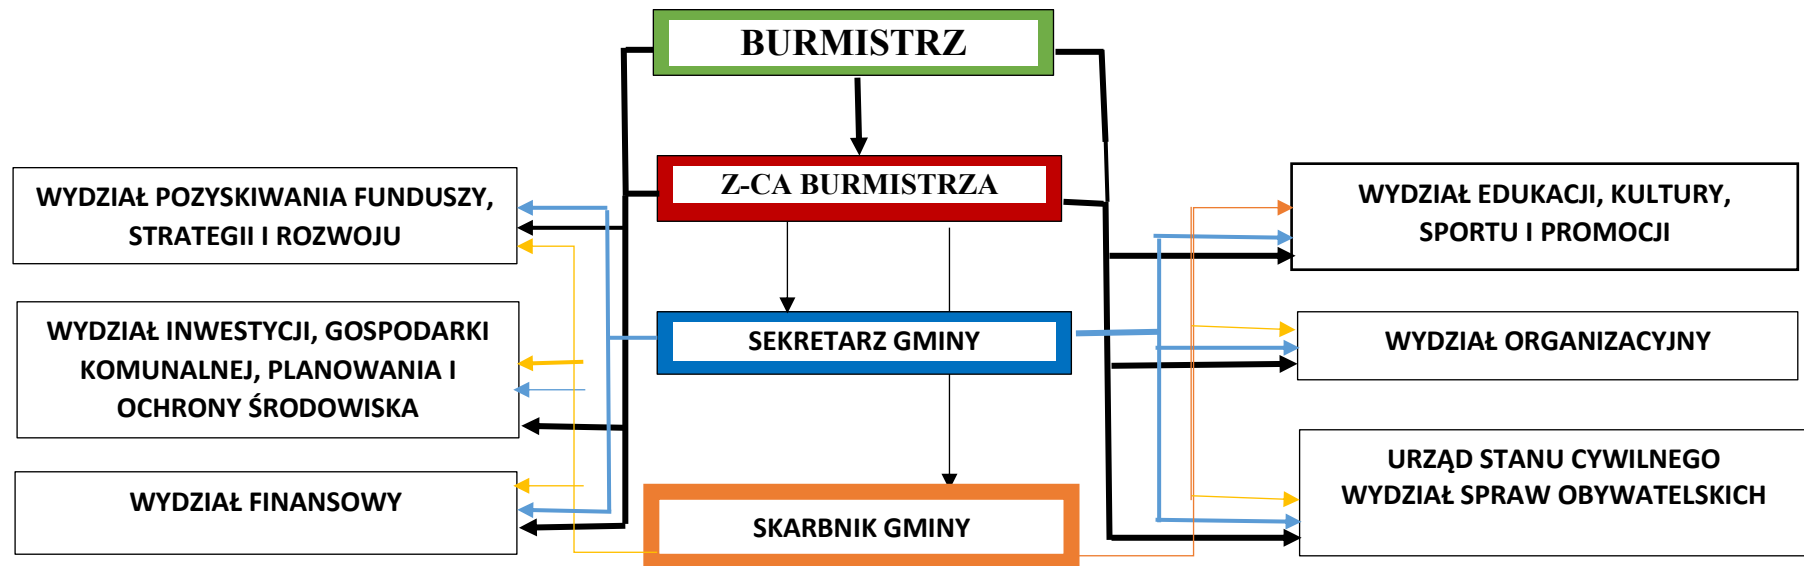 BURMISTRZ
Z-CA BURMISTRZA
WYDZIAŁ POZYSKIWANIA FUNDUSZY,
STRATEGII I ROZWOJU
WYDZIAŁ EDUKACJI, KULTURY,
SPORTU I PROMOCJI
WYDZIAŁ INWESTYCJI, GOSPODARKI
KOMUNALNEJ, PLANOWANIA I
OCHRONY ŚRODOWISKA
SEKRETARZ GMINY
WYDZIAŁ ORGANIZACYJNY
WYDZIAŁ FINANSOWY
SKARBNIK GMINY
URZĄD STANU CYWILNEGO
WYDZIAŁ SPRAW OBYWATELSKICH